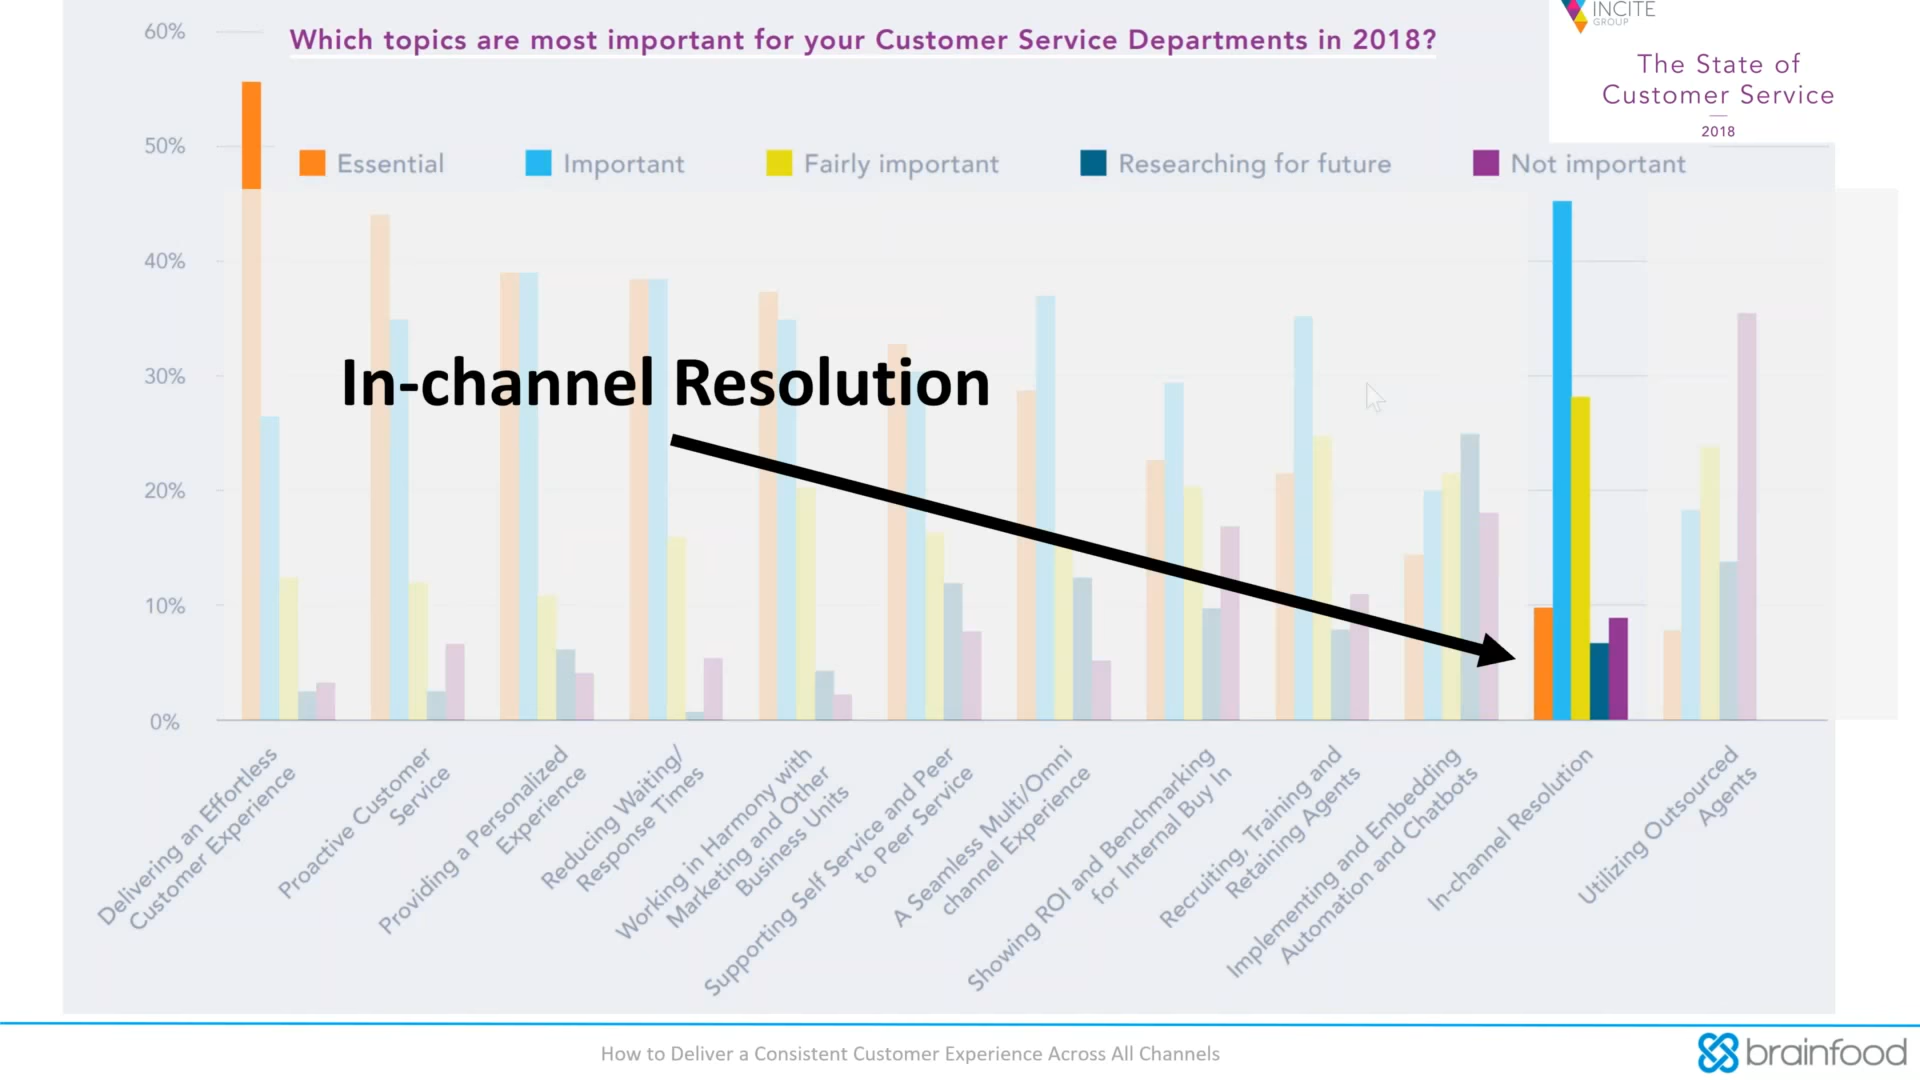 INCITE
GROUP
The State of
Customer Service
2018
Which topics are most important for your Customer Service Departments in 2018?
Essential
Important
Fairly important
Researching for future
Not important
60%
50%
40%
30%
20%
10%
0%
In-channel Resolution
Delivering an Effortless
Customer Experience
Proactive Customer
Service
Providing a Personalized
Experience
Reducing Waiting/
Response Times
Working in Harmony with
Marketing and Other
Business Units
Supporting Self Service and Peer
to Peer Service
A Seamless Multi/Omni
channel Experience
Showing ROI and Benchmarking
for Internal Buy In
Recruiting, Training and
Retaining Agents
Implementing and Embedding
Automation and Chatbots
In-channel Resolution
Utilizing Outsourced
Agents
How to Deliver a Consistent Customer Experience Across All Channels
brainfood